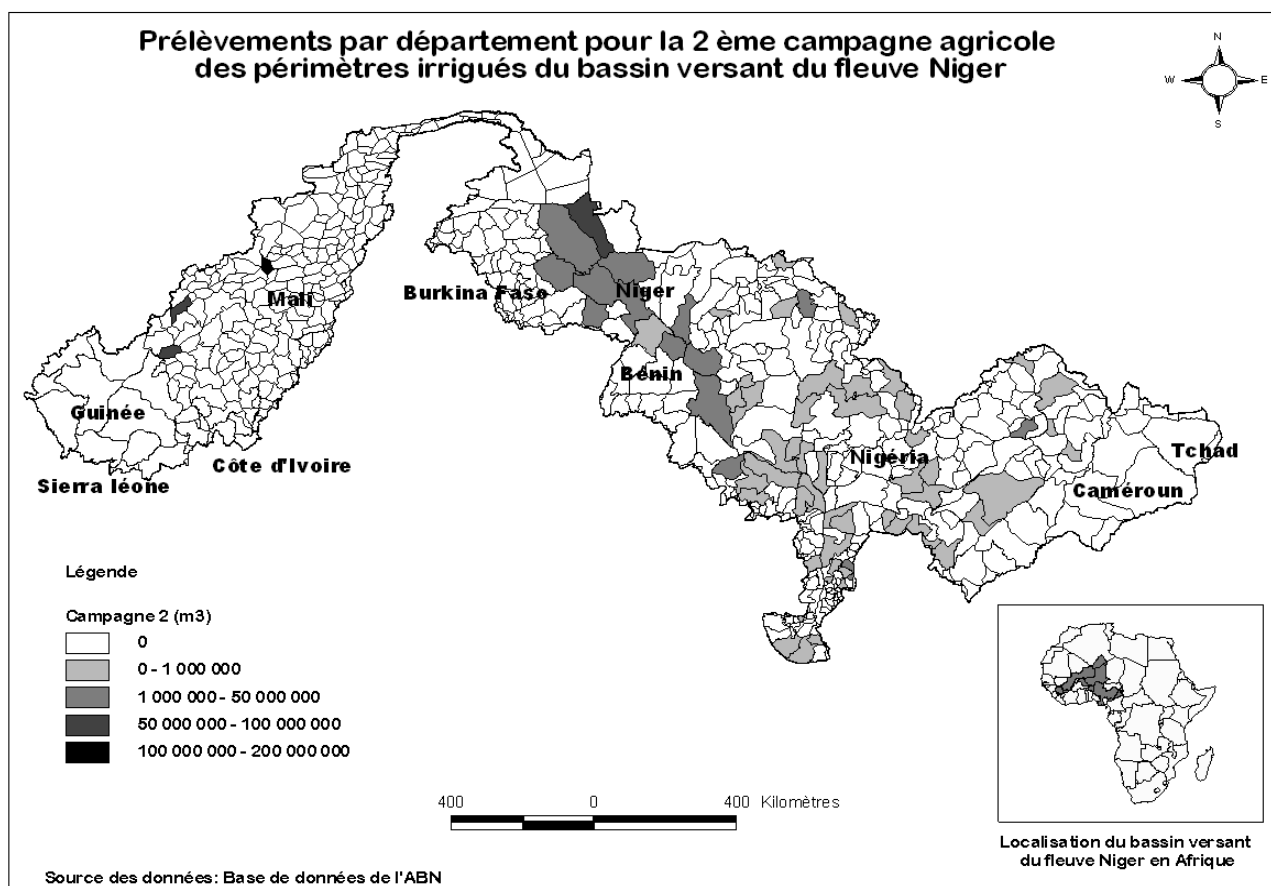 Prélèvements par département pour la 2 ème campagne agricole
des périmètres irrigués du bassin versant du fleuve Niger
N
W
E
S
Mali
Burkina Faso
Niger
Bénin
Guinée
Côte d'Ivoire
Sierra léone
Nigéria
Tchad
Caméroun
Légende
Campagne 2 (m3)
0
0 - 1 000 000
1 000 000 - 50 000 000
50 000 000 - 100 000 000
100 000 000 - 200 000 000
400 0 400 Kilomètres
Localisation du bassin versant
du fleuve Niger en Afrique
Source des données: Base de données de l'ABN